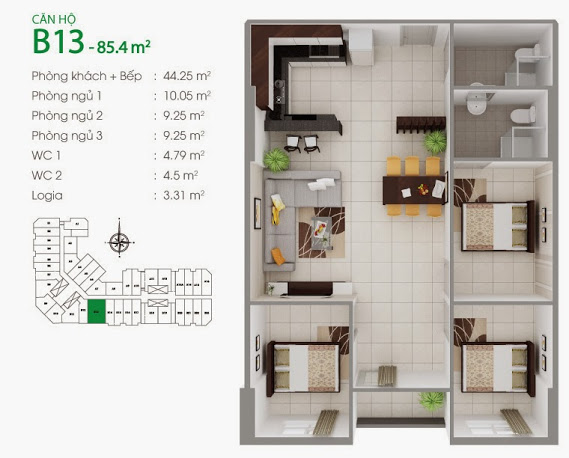 CĂN HỘ
B13 - 85.4 m²
Phòng khách + Bếp : 44.25 m²
Phòng ngủ 1 : 10.05 m²
Phòng ngủ 2 : 9.25 m²
Phòng ngủ 3 : 9.25 m²
WC 1 : 4.79 m²
WC 2 : 4.5 m²
Logia : 3.31 m²